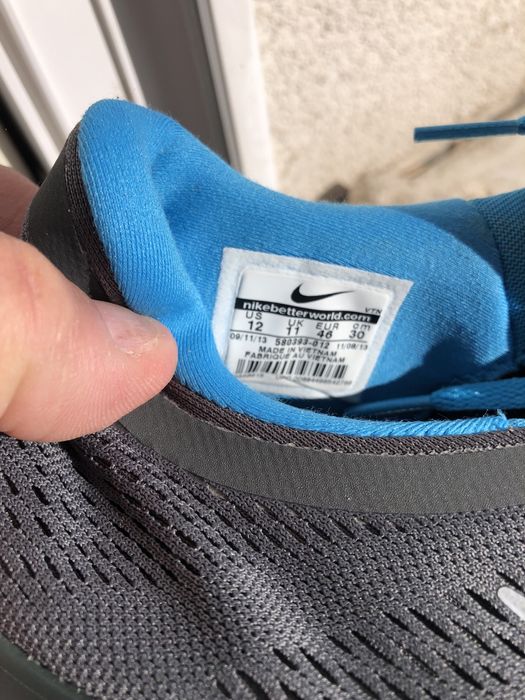 nikebetterworld.com
VTN
US UK EUR cm
12 11 46 30
09/11/13 580393-012 11/08/13
MADE IN VIETNAM
FABRIQUE AU VIETNAM